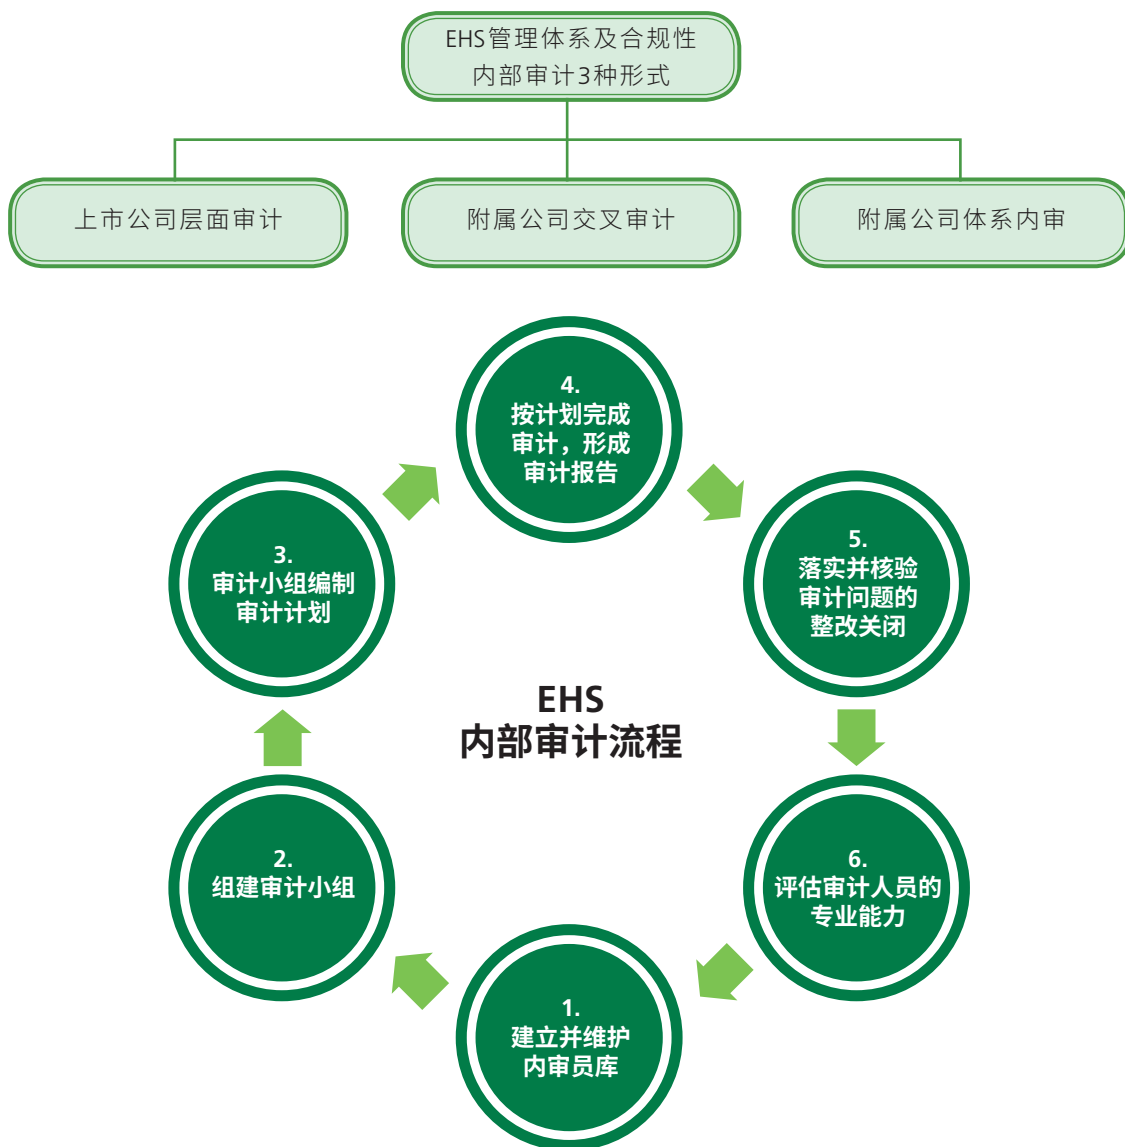 EHS管理体系及合规性
内部审计3种形式
上市公司层面审计
附属公司交叉审计
附属公司体系内审
4.
按计划完成
审计，形成
审计报告
3.
审计小组编制
审计计划
5.
落实并核验
审计问题的
整改关闭
EHS
内部审计流程
2.
组建审计小组
6.
评估审计人员的
专业能力
1.
建立并维护
内审员库